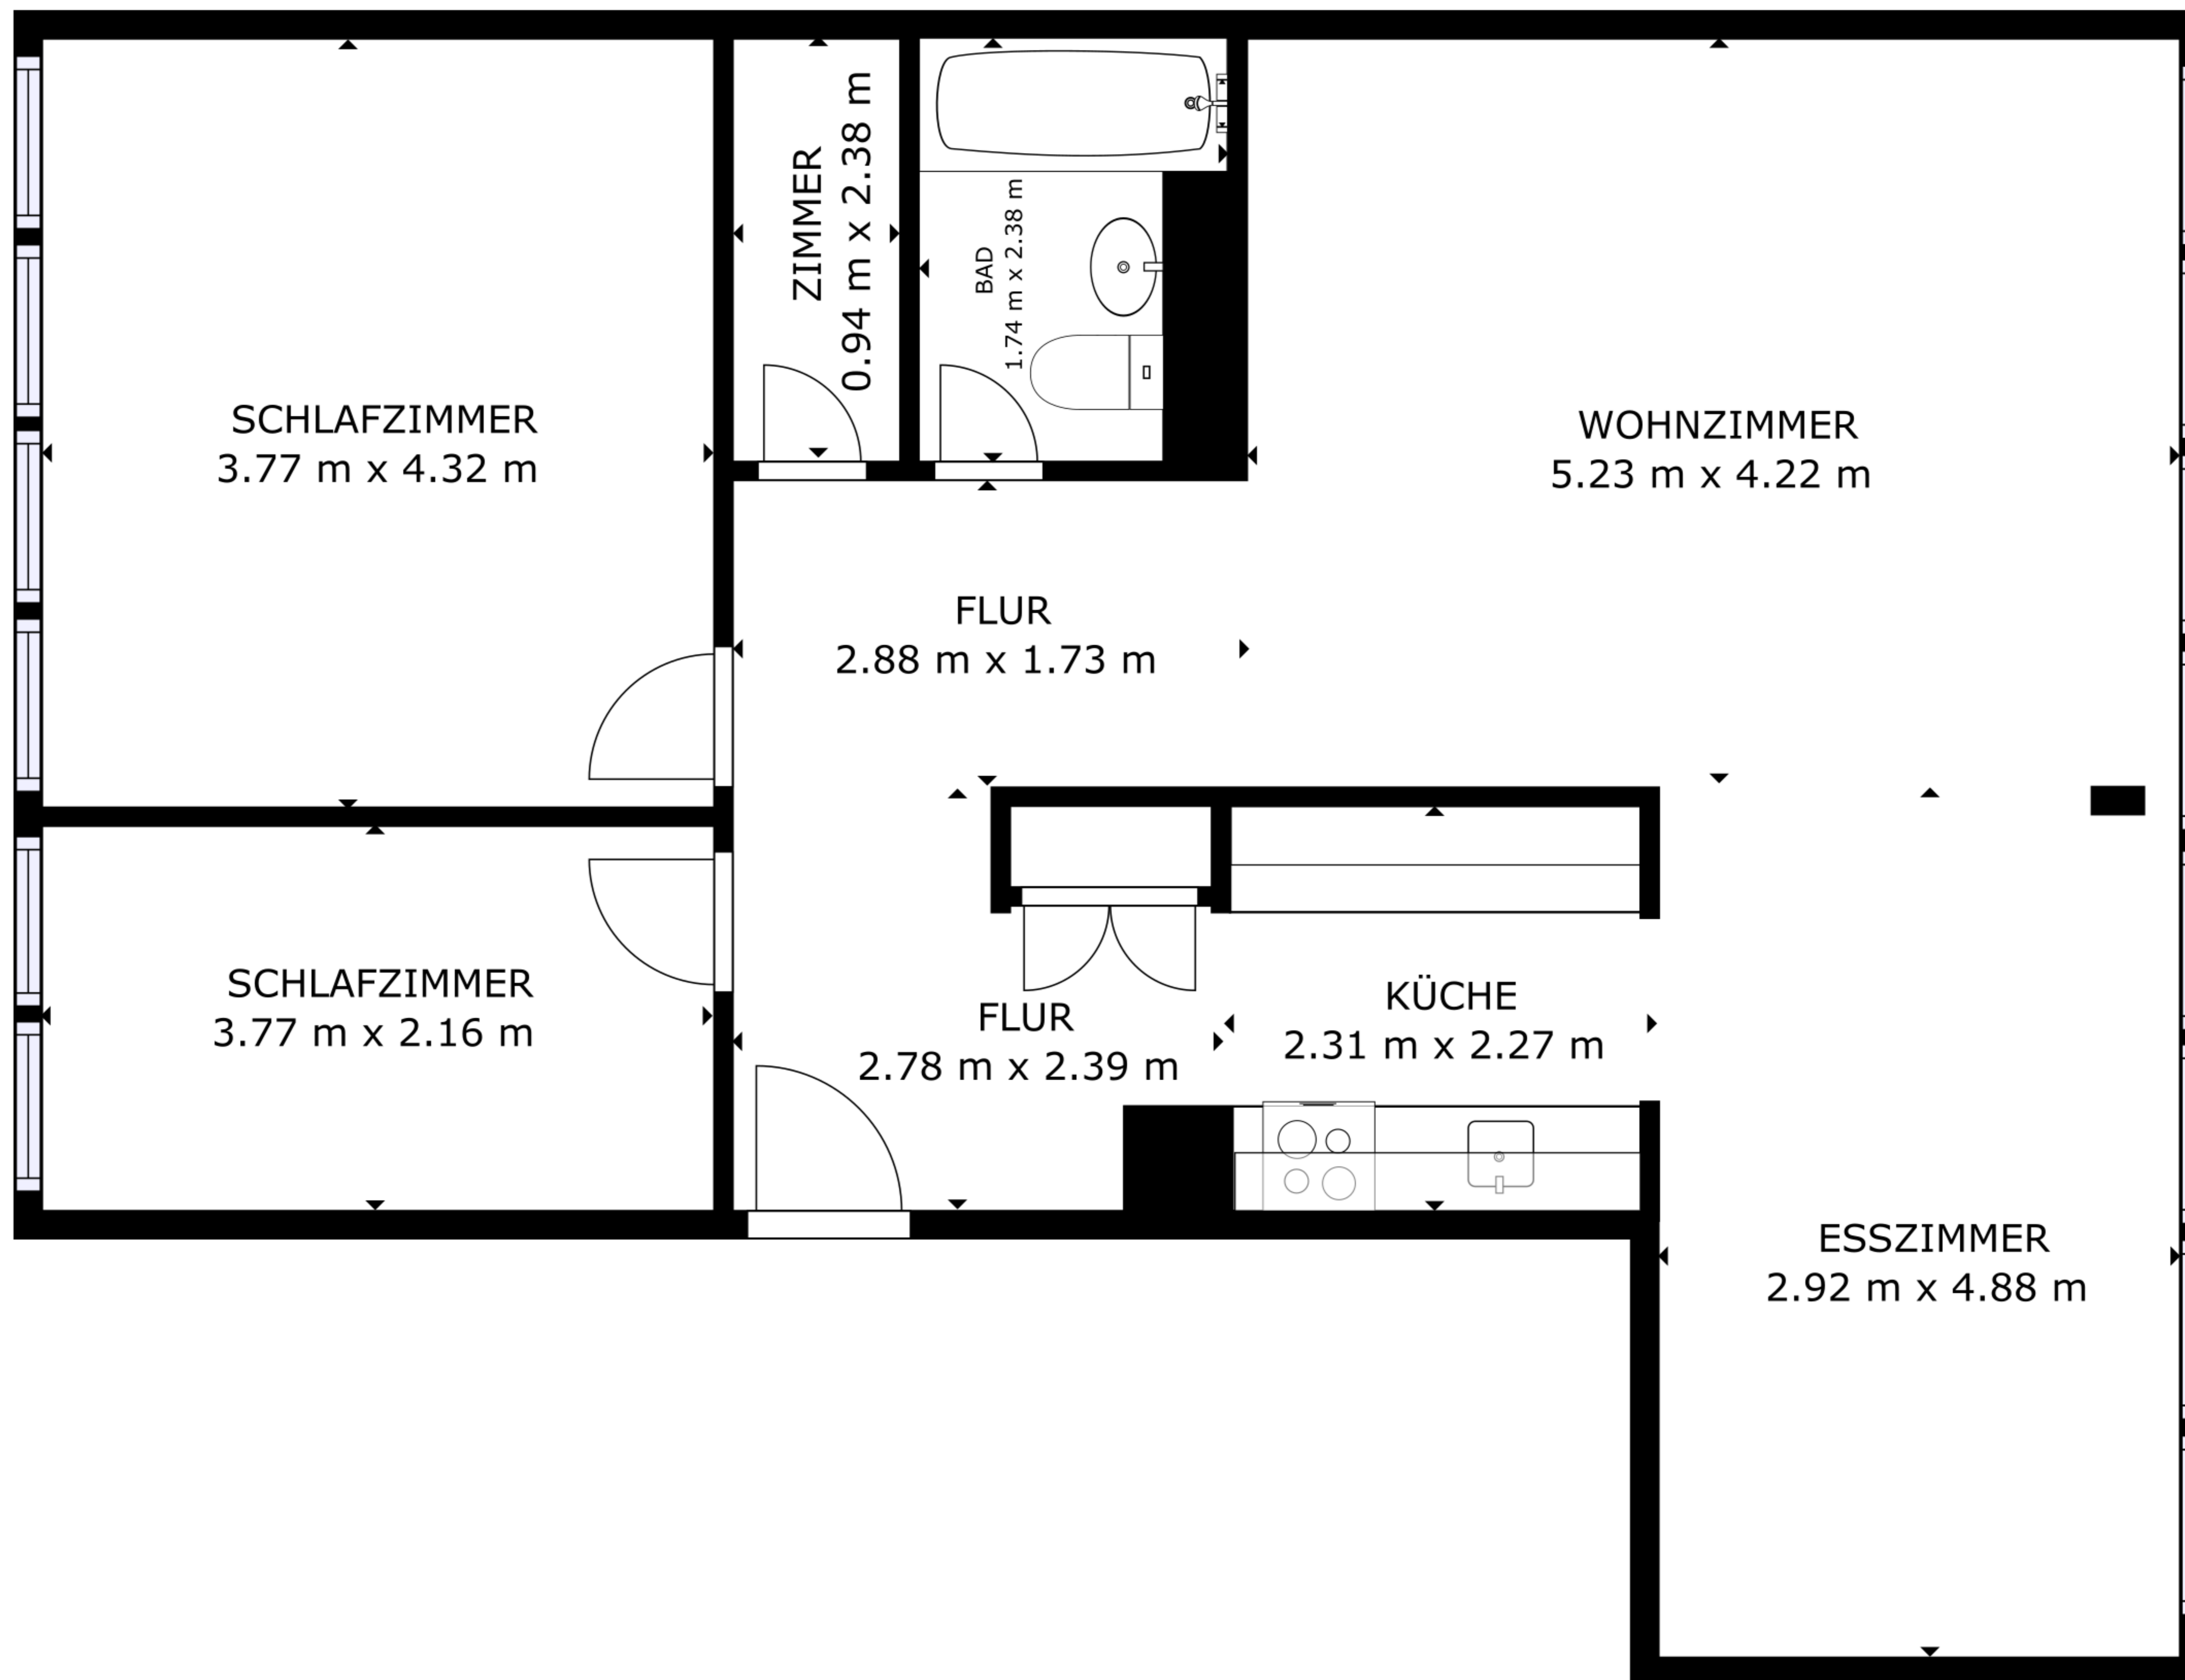 ZIMMER
0.94 m x 2.38 m
BAD
1.74 m x 2.38 m
SCHLAFZIMMER
3.77 m x 4.32 m
WOHNZIMMER
5.23 m x 4.22 m
FLUR
2.88 m x 1.73 m
SCHLAFZIMMER
3.77 m x 2.16 m
FLUR
2.78 m x 2.39 m
KÜCHE
2.31 m x 2.27 m
ESSZIMMER
2.92 m x 4.88 m